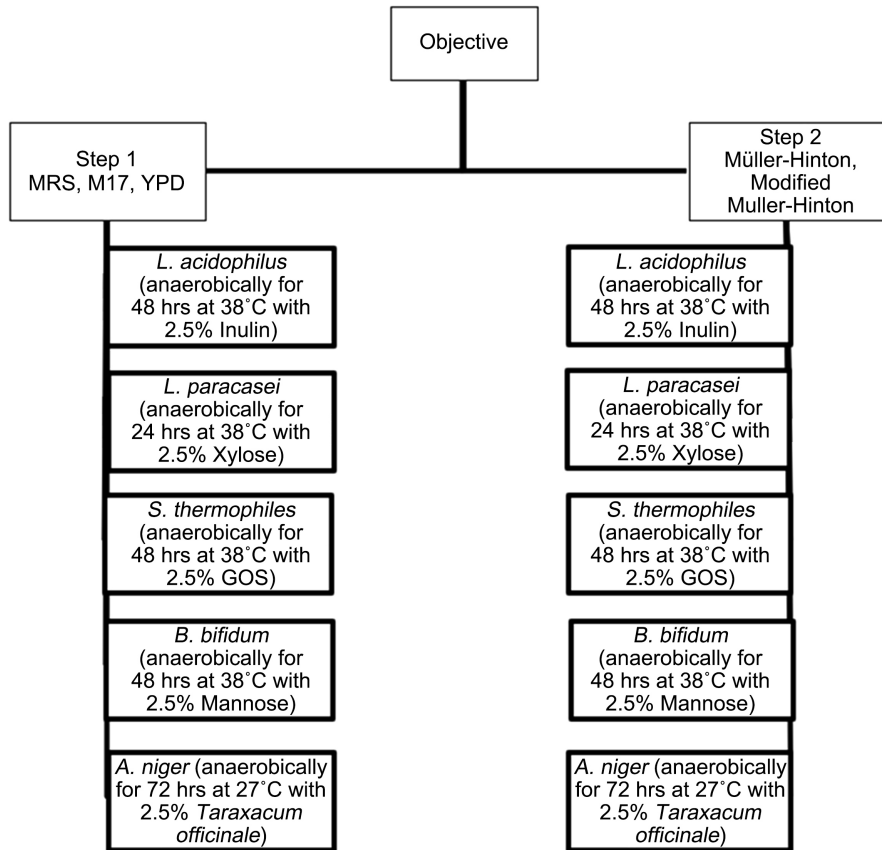 Objective
Step 1
MRS, M17, YPD
L. acidophilus
(anaerobically for
48 hrs at 38˚C with
2.5% Inulin)
L. paracasei
(anaerobically for
24 hrs at 38˚C with
2.5% Xylose)
S. thermophiles
(anaerobically for
48 hrs at 38˚C with
2.5% GOS)
B. bifidum
(anaerobically for
48 hrs at 38˚C with
2.5% Mannose)
A. niger (anaerobically
for 72 hrs at 27˚C with
2.5% Taraxacum
officinale)
Step 2
Müller-Hinton,
Modified
Muller-Hinton
L. acidophilus
(anaerobically for
48 hrs at 38˚C with
2.5% Inulin)
L. paracasei
(anaerobically for
24 hrs at 38˚C with
2.5% Xylose)
S. thermophiles
(anaerobically for
48 hrs at 38˚C with
2.5% GOS)
B. bifidum
(anaerobically for
48 hrs at 38˚C with
2.5% Mannose)
A. niger (anaerobically
for 72 hrs at 27˚C with
2.5% Taraxacum
officinale)